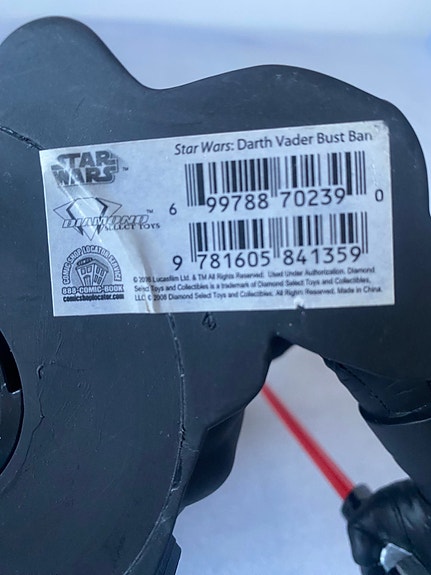 STAR WARS™
Star Wars: Darth Vader Bust Ban
6 99788 70239 0
DIAMOND™
SELECT TOYS
9 781605 841359
COMIC SHOP LOCATOR SERVICE
888-COMIC-BOOK
comicshoplocator.com
Lucasfilm Ltd. & TM All Rights Reserved. Used Under Authorization. Diamond
Select Toys and Collectibles is a trademark of Diamond Select Toys and Collectibles,
LLC © 2008 Diamond Select Toys and Collectibles. All Rights Reserved. Made in China.